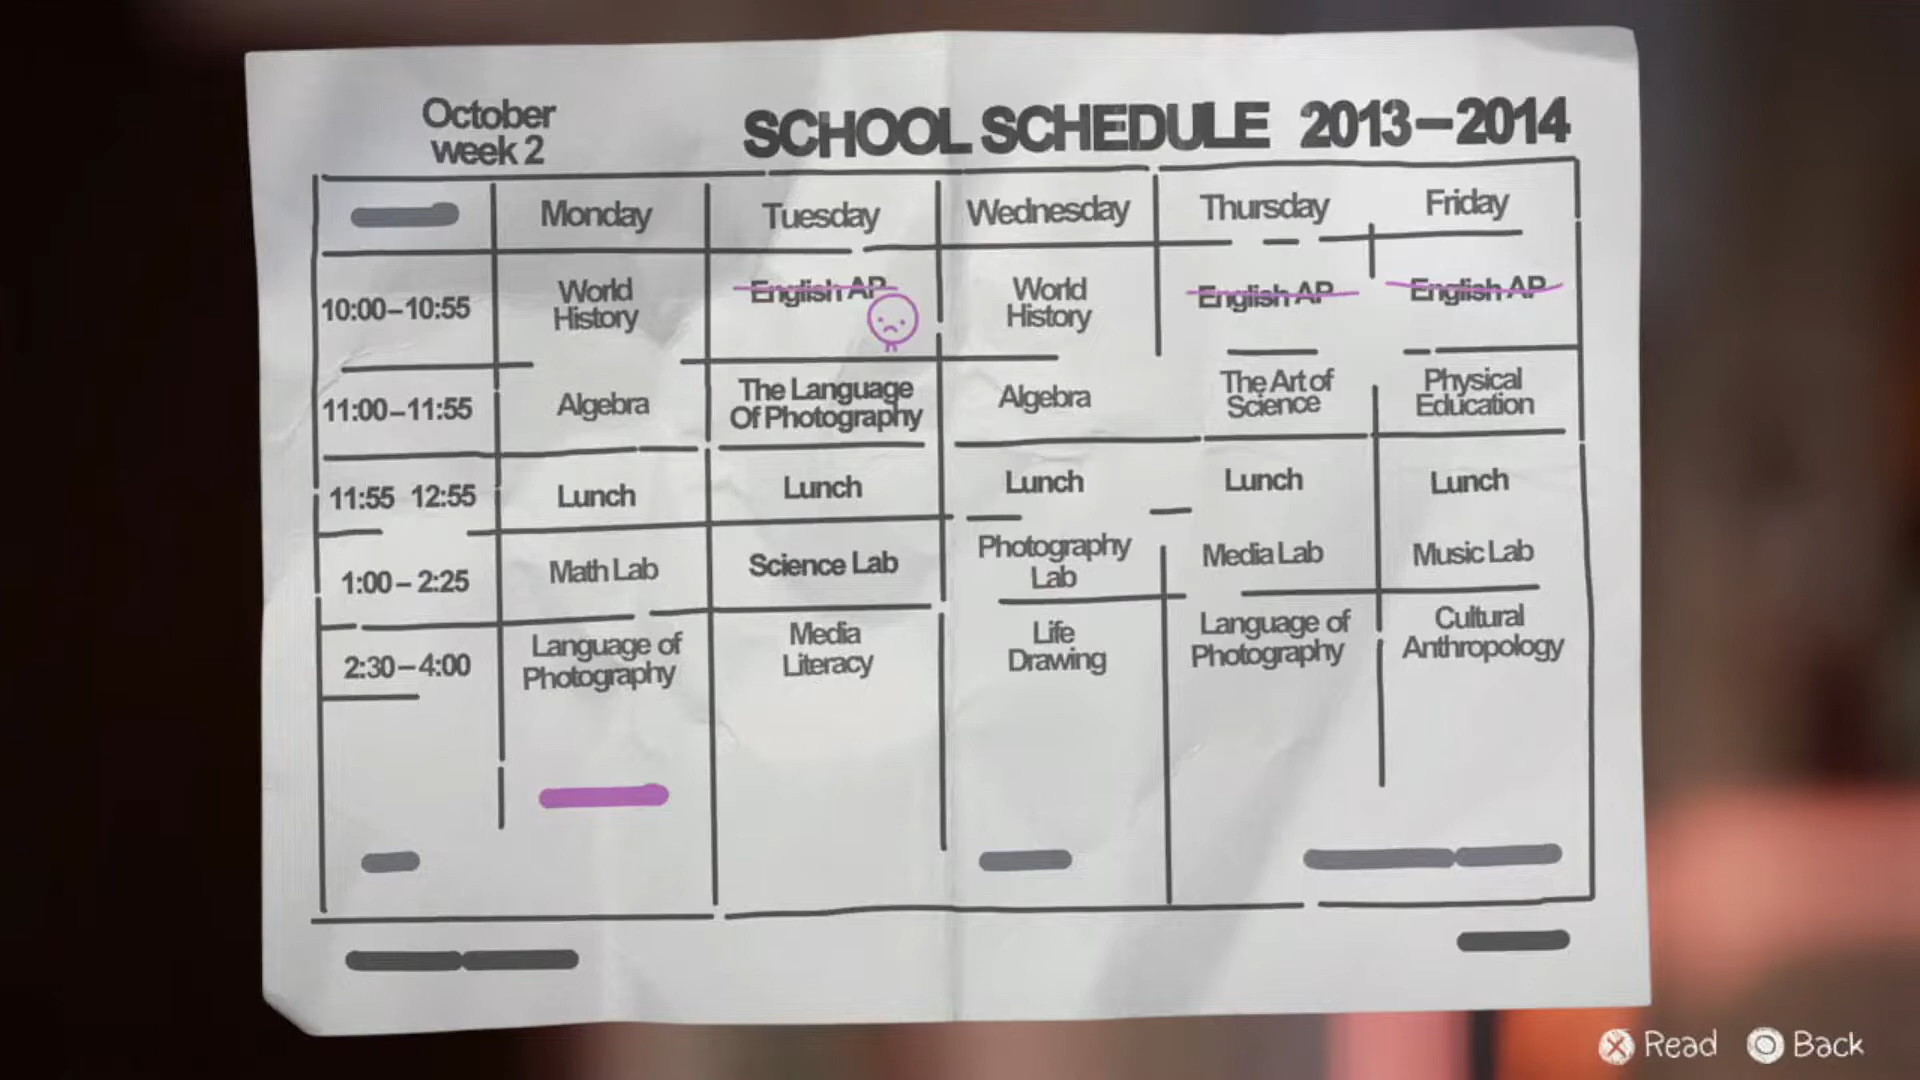 October
week 2
SCHOOL SCHEDULE 2013-2014
Monday Tuesday Wednesday Thursday Friday
10:00-10:55 World History English AP World History English AP English AP
11:00-11:55 Algebra The Language Of Photography Algebra The Art of Science Physical Education
11:55 12:55 Lunch Lunch Lunch Lunch Lunch
1:00-2:25 Math Lab Science Lab Photography Lab Media Lab Music Lab
2:30-4:00 Language of Photography Media Literacy Life Drawing Language of Photography Cultural Anthropology
Read Back